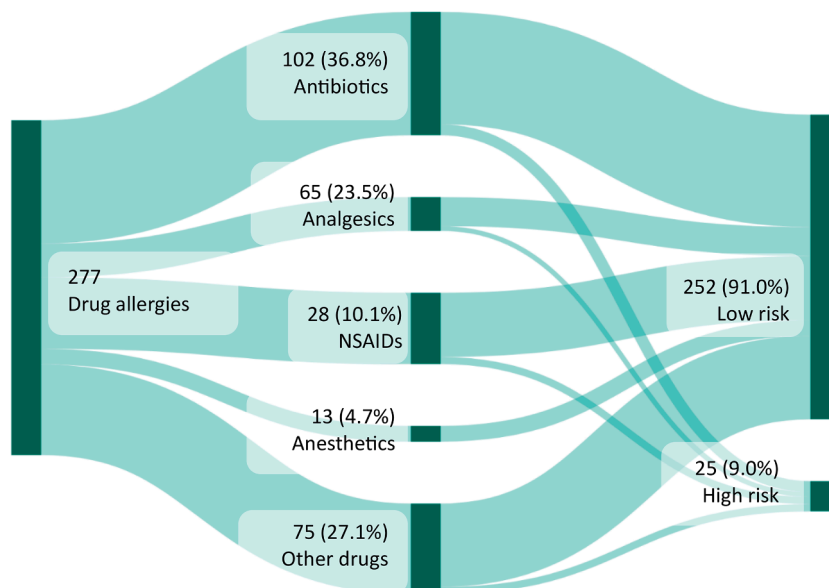 277
Drug allergies
102 (36.8%)
Antibiotics
65 (23.5%)
Analgesics
28 (10.1%)
NSAIDs
13 (4.7%)
Anesthetics
75 (27.1%)
Other drugs
252 (91.0%)
Low risk
25 (9.0%)
High risk